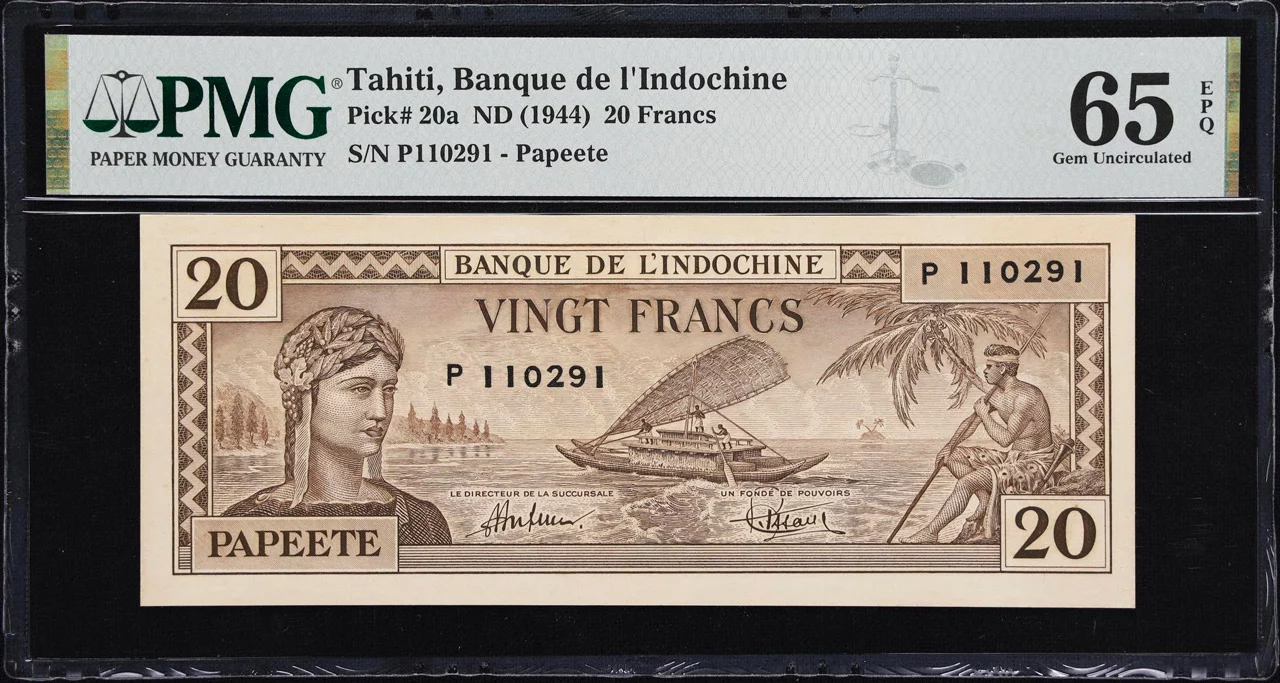 PMG®
PAPER MONEY GUARANTY
Tahiti, Banque de l'Indochine
Pick# 20a ND (1944) 20 Francs
S/N P110291 - Papeete
65
EPQ
Gem Uncirculated
20
BANQUE DE L'INDOCHINE
P 110291
VINGT FRANCS
P 110291
LE DIRECTEUR DE LA SUCCURSALE
UN FONDÉ DE POUVOIRS
PAPEETE
20